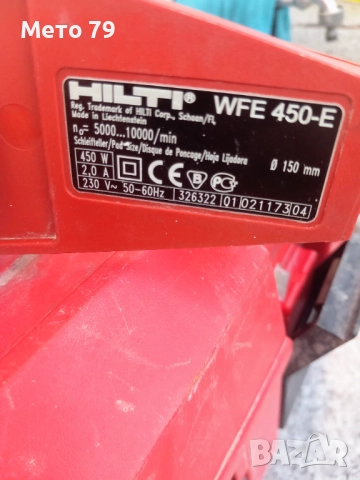 Мето 79
HILTI® WFE 450-E
Reg. Trademark of HILTI Corp., Schaan/FL
Made in Liechtenstein
n₀= 5000...10000/min
Schleifteller/Pad Size/Disque de Ponçage/Hoja Lijadora Ø 150 mm
450 W
2,0 A
230 V~ 50-60Hz
CE B PC
326322 01 021173 04
BAZAR